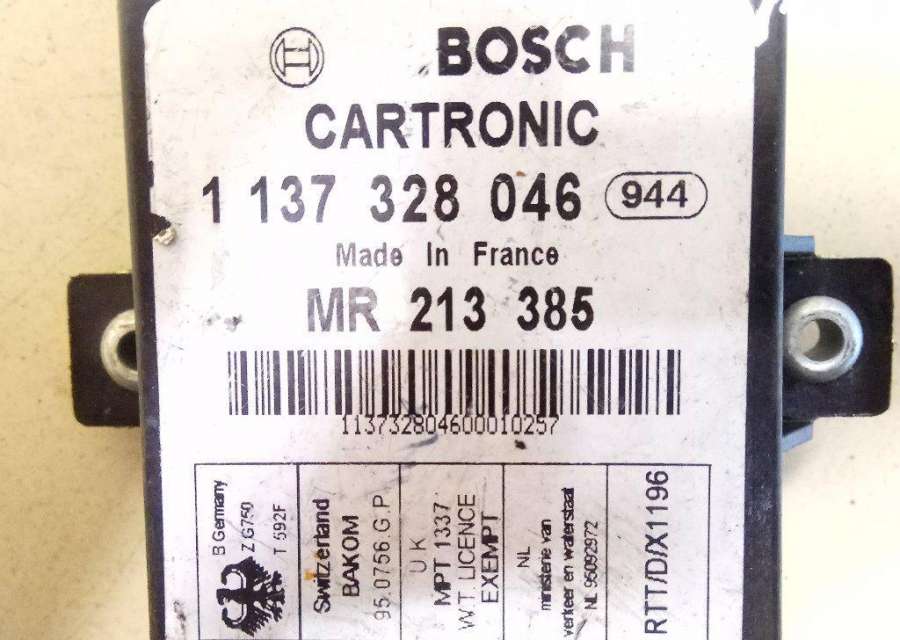 BOSCH
CARTRONIC
1 137 328 046 944
Made In France
MR 213 385
113732804600010257
B Germany
Z G750
T 592F
Switzerland
BAKOM
95.0756.G.P
U K
MPT 1337
W.T. LICENCE
EXEMPT
NL
ministerie van
verkeer en waterstaat
NL 95092972
RTT/D/X1196